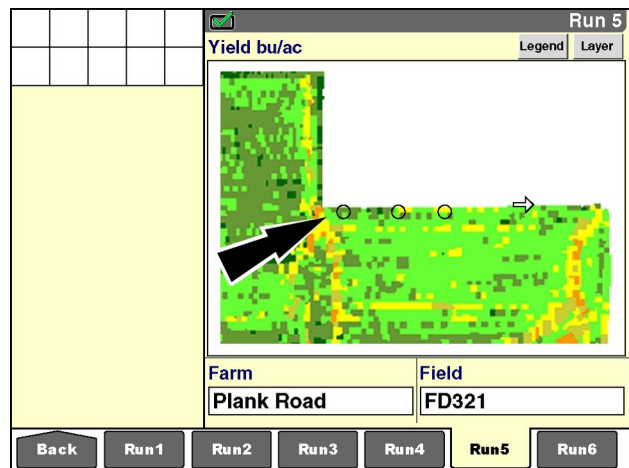 Run 5
Yield bu/ac
Legend Layer
Farm Field
Plank Road FD321
Back Run1 Run2 Run3 Run4 Run5 Run6